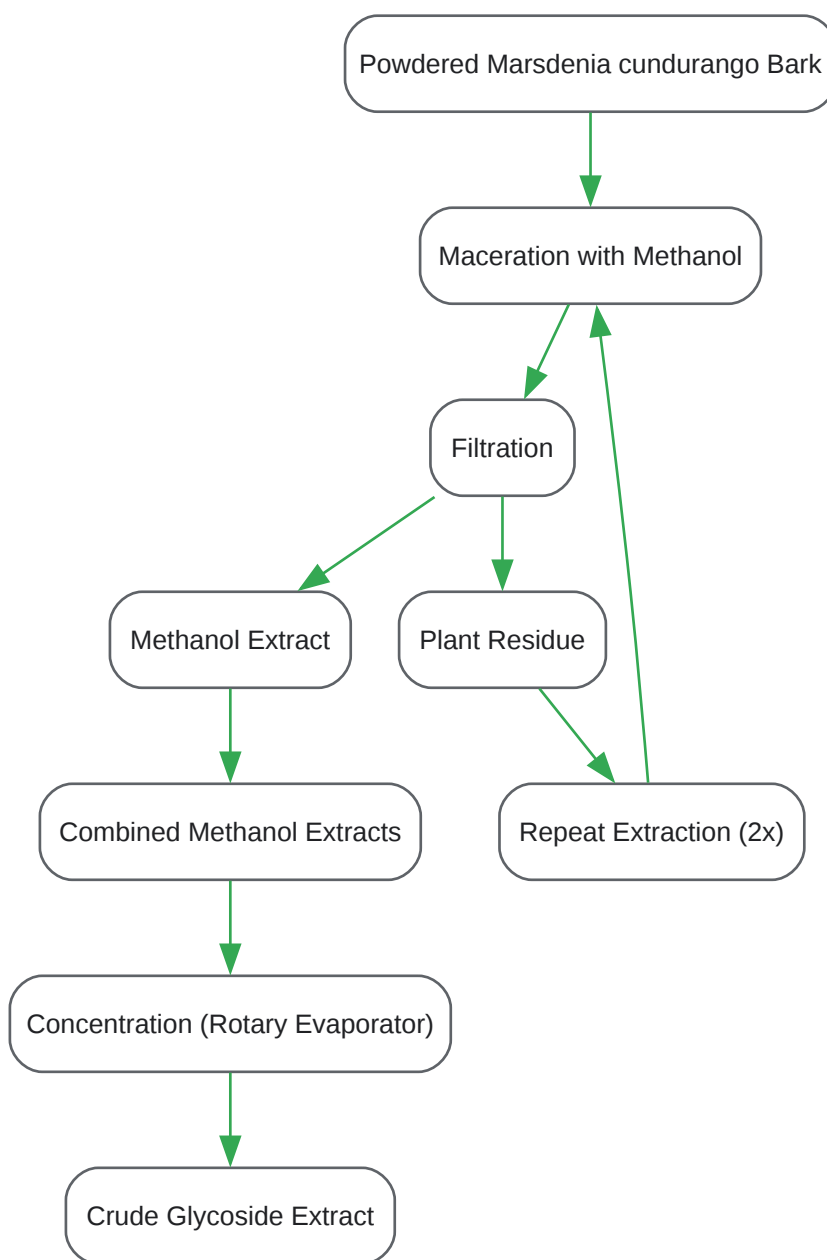 Powdered Marsdenia cundurango Bark
Maceration with Methanol
Filtration
Methanol Extract
Plant Residue
Combined Methanol Extracts
Repeat Extraction (2x)
Concentration (Rotary Evaporator)
Crude Glycoside Extract